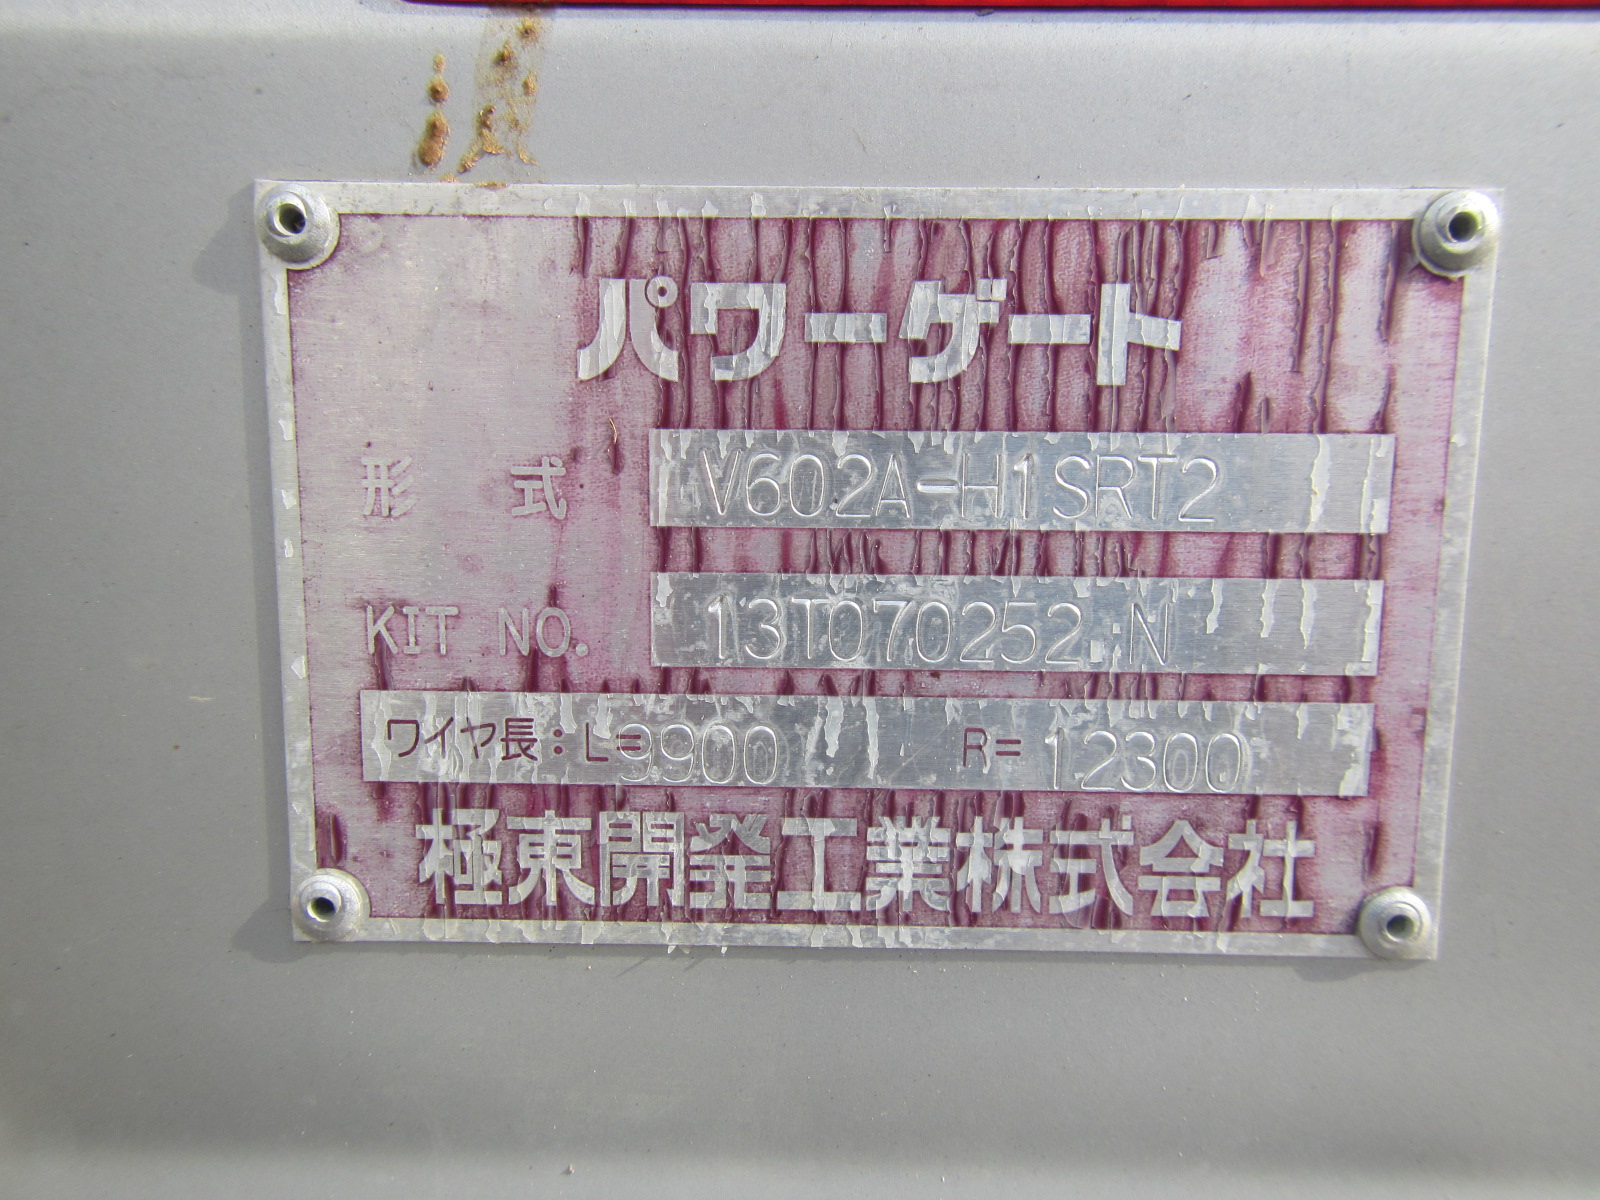 パワーゲート
形 式 V602A-H1SRT2
KIT NO. 13T070252.N
ワイヤ長: L=9900 R=12300
極東開発工業株式会社